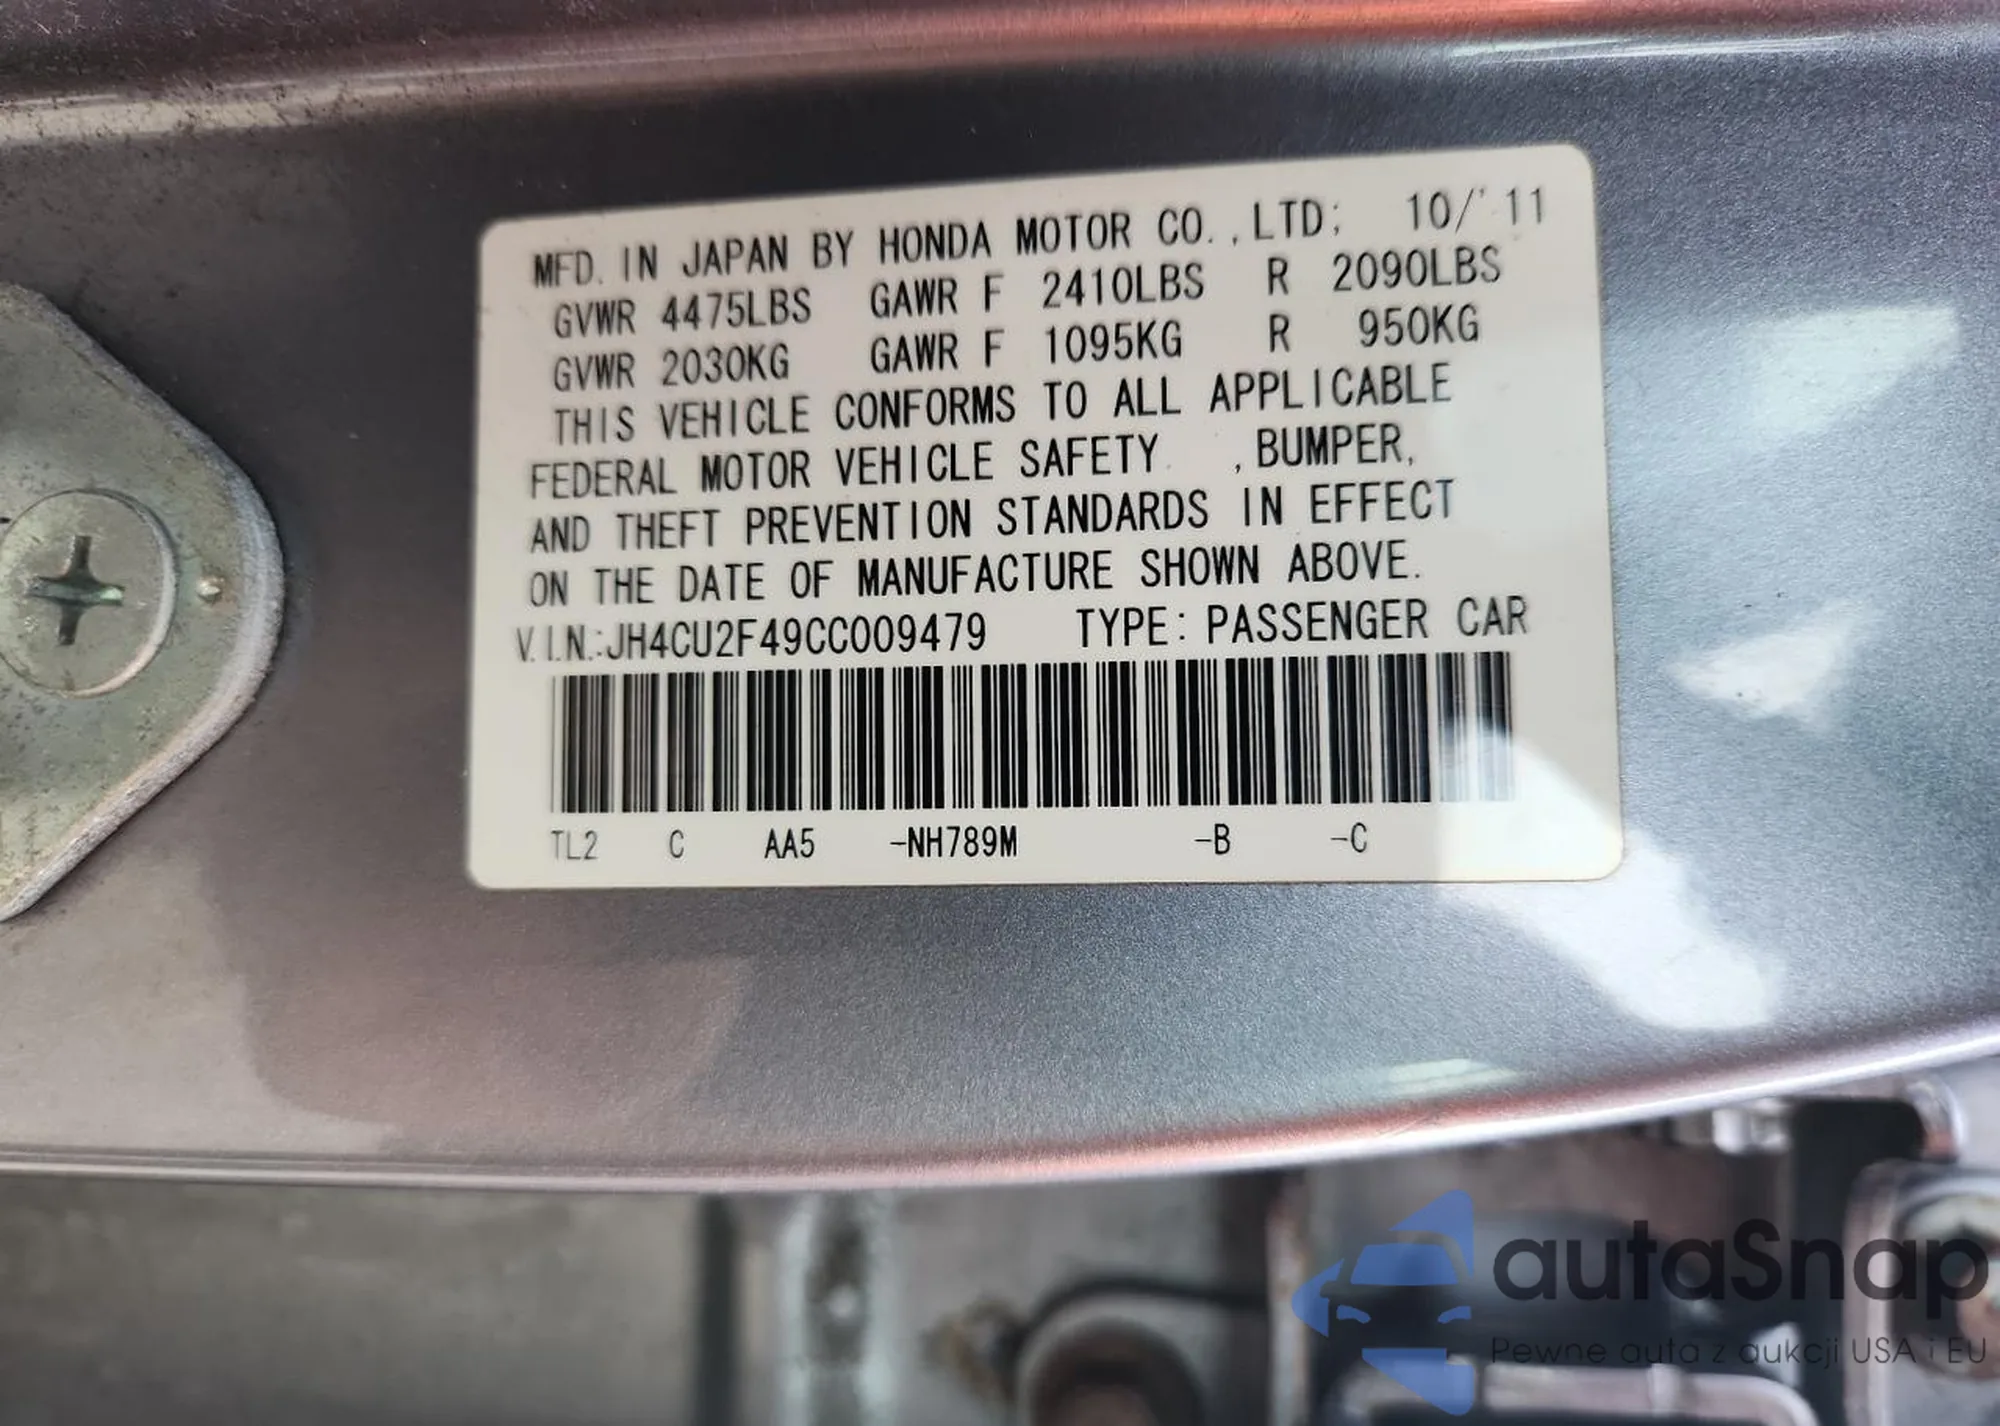 MFD. IN JAPAN BY HONDA MOTOR CO.,LTD; 10/'11
GVWR 4475LBS GAWR F 2410LBS R 2090LBS
GVWR 2030KG GAWR F 1095KG R 950KG
THIS VEHICLE CONFORMS TO ALL APPLICABLE
FEDERAL MOTOR VEHICLE SAFETY ,BUMPER,
AND THEFT PREVENTION STANDARDS IN EFFECT
ON THE DATE OF MANUFACTURE SHOWN ABOVE.
V.I.N.:JH4CU2F49CC009479 TYPE: PASSENGER CAR
TL2 C AA5 -NH789M -B -C
autaSnap
Pewne auta z aukcji USA i EU